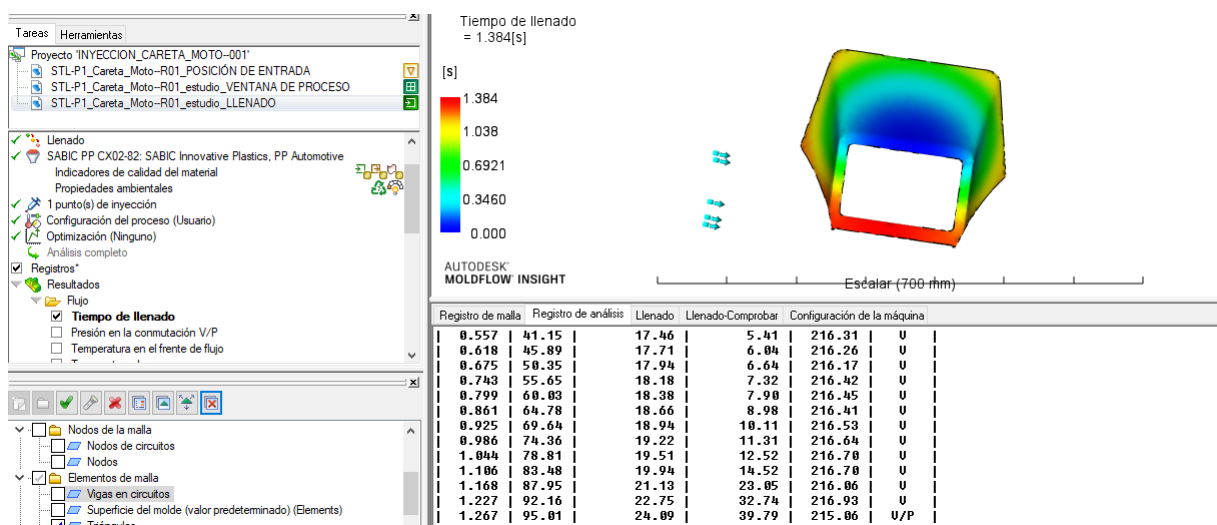 Tareas Herramientas
Proyecto 'INYECCION_CARETA_MOTO--001'
STL-P1_Careta_Moto--R01_POSICIÓN DE ENTRADA
STL-P1_Careta_Moto--R01_estudio_VENTANA DE PROCESO
STL-P1_Careta_Moto--R01_estudio_LLENADO
Llenado
SABIC PP CX02-82: SABIC Innovative Plastics, PP Automotive
Indicadores de calidad del material
Propiedades ambientales
1 punto(s) de inyección
Configuración del proceso (Usuario)
Optimización (Ninguno)
Análisis completo
Registros*
Resultados
Flujo
Tiempo de llenado
Presión en la conmutación V/P
Temperatura en el frente de flujo
Nodos de la malla
Nodos de circuitos
Nodos
Elementos de malla
Vigas en circuitos
Superficie del molde (valor predeterminado) (Elements)
Triángulos
Tiempo de llenado
= 1.384[s]
[s]
1.384
1.038
0.6921
0.3460
0.000
AUTODESK®
MOLDFLOW® INSIGHT
Escalar (700 mm)
Registro de malla Registro de análisis Llenado Llenado-Comprobar Configuración de la máquina
| 0.557 | 41.15 | 17.46 | 5.41 | 216.31 | V |
| 0.618 | 45.89 | 17.71 | 6.04 | 216.26 | V |
| 0.675 | 50.35 | 17.94 | 6.64 | 216.17 | V |
| 0.743 | 55.65 | 18.18 | 7.32 | 216.42 | V |
| 0.799 | 60.03 | 18.38 | 7.90 | 216.45 | V |
| 0.861 | 64.78 | 18.66 | 8.98 | 216.41 | V |
| 0.925 | 69.64 | 18.94 | 10.11 | 216.53 | V |
| 0.986 | 74.36 | 19.22 | 11.31 | 216.64 | V |
| 1.044 | 78.81 | 19.51 | 12.52 | 216.70 | V |
| 1.106 | 83.48 | 19.94 | 14.52 | 216.70 | V |
| 1.168 | 87.95 | 21.13 | 23.05 | 216.06 | V |
| 1.227 | 92.16 | 22.75 | 32.74 | 216.93 | V |
| 1.267 | 95.01 | 24.09 | 39.79 | 215.06 | V/P |